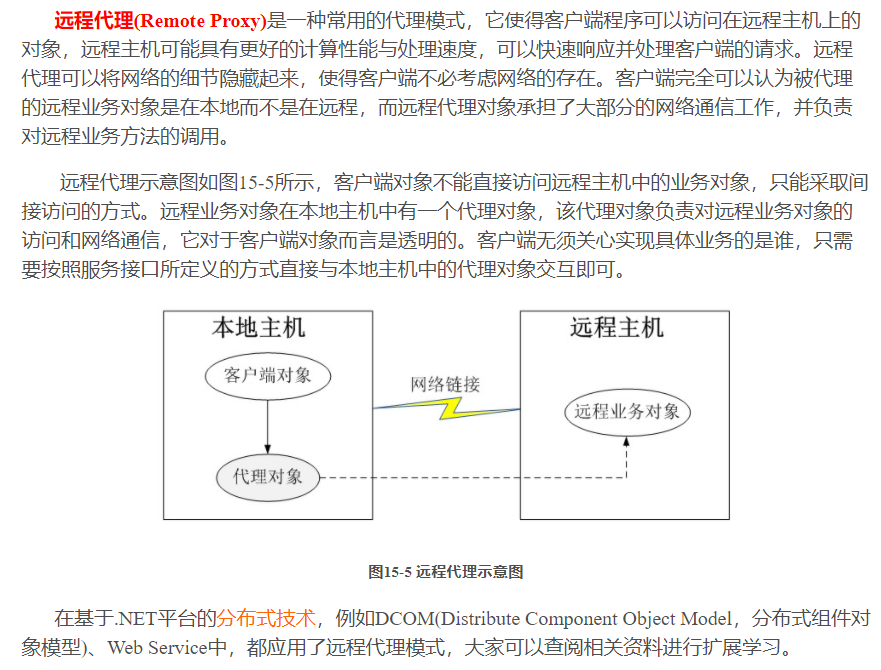 远程代理(Remote Proxy)是一种常用的代理模式，它使得客户端程序可以访问在远程主机上的
对象，远程主机可能具有更好的计算性能与处理速度，可以快速响应并处理客户端的请求。远程
代理可以将网络的细节隐藏起来，使得客户端不必考虑网络的存在。客户端完全可以认为被代理
的远程业务对象是在本地而不是在远程，而远程代理对象承担了大部分的网络通信工作，并负责
对远程业务方法的调用。
远程代理示意图如图15-5所示，客户端对象不能直接访问远程主机中的业务对象，只能采取间
接访问的方式。远程业务对象在本地主机中有一个代理对象，该代理对象负责对远程业务对象的
访问和网络通信，它对于客户端对象而言是透明的。客户端无须关心实现具体业务的是谁，只需
要按照服务接口所定义的方式直接与本地主机中的代理对象交互即可。
本地主机
远程主机
客户端对象
网络链接
远程业务对象
代理对象
图15-5 远程代理示意图
在基于.NET平台的分布式技术，例如DCOM(Distribute Component Object Model，分布式组件对
象模型)、Web Service中，都应用了远程代理模式，大家可以查阅相关资料进行扩展学习。